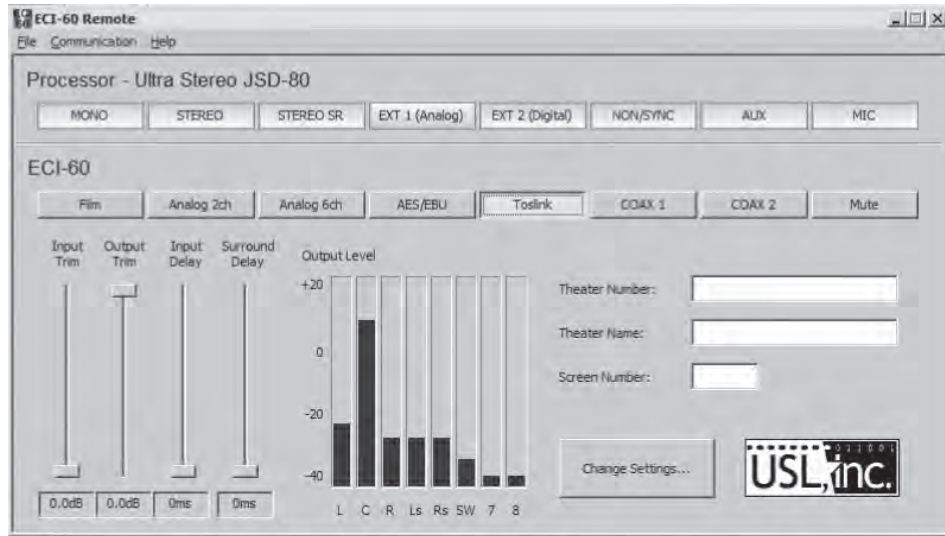 ECI-60 Remote
File Communication Help
Processor - Ultra Stereo JSD-80
MONO STEREO STEREO SR EXT 1 (Analog) EXT 2 (Digital) NON/SYNC AUX MIC
ECI-60
Film Analog 2ch Analog 6ch AES/EBU Toslink COAX 1 COAX 2 Mute
Input Trim Output Trim Input Delay Surround Delay Output Level
+20
0
-20
-40
Theater Number:
Theater Name:
Screen Number:
Change Settings...
011001
USL,inc.
0.0dB 0.0dB 0ms 0ms
L C R Ls Rs SW 7 8